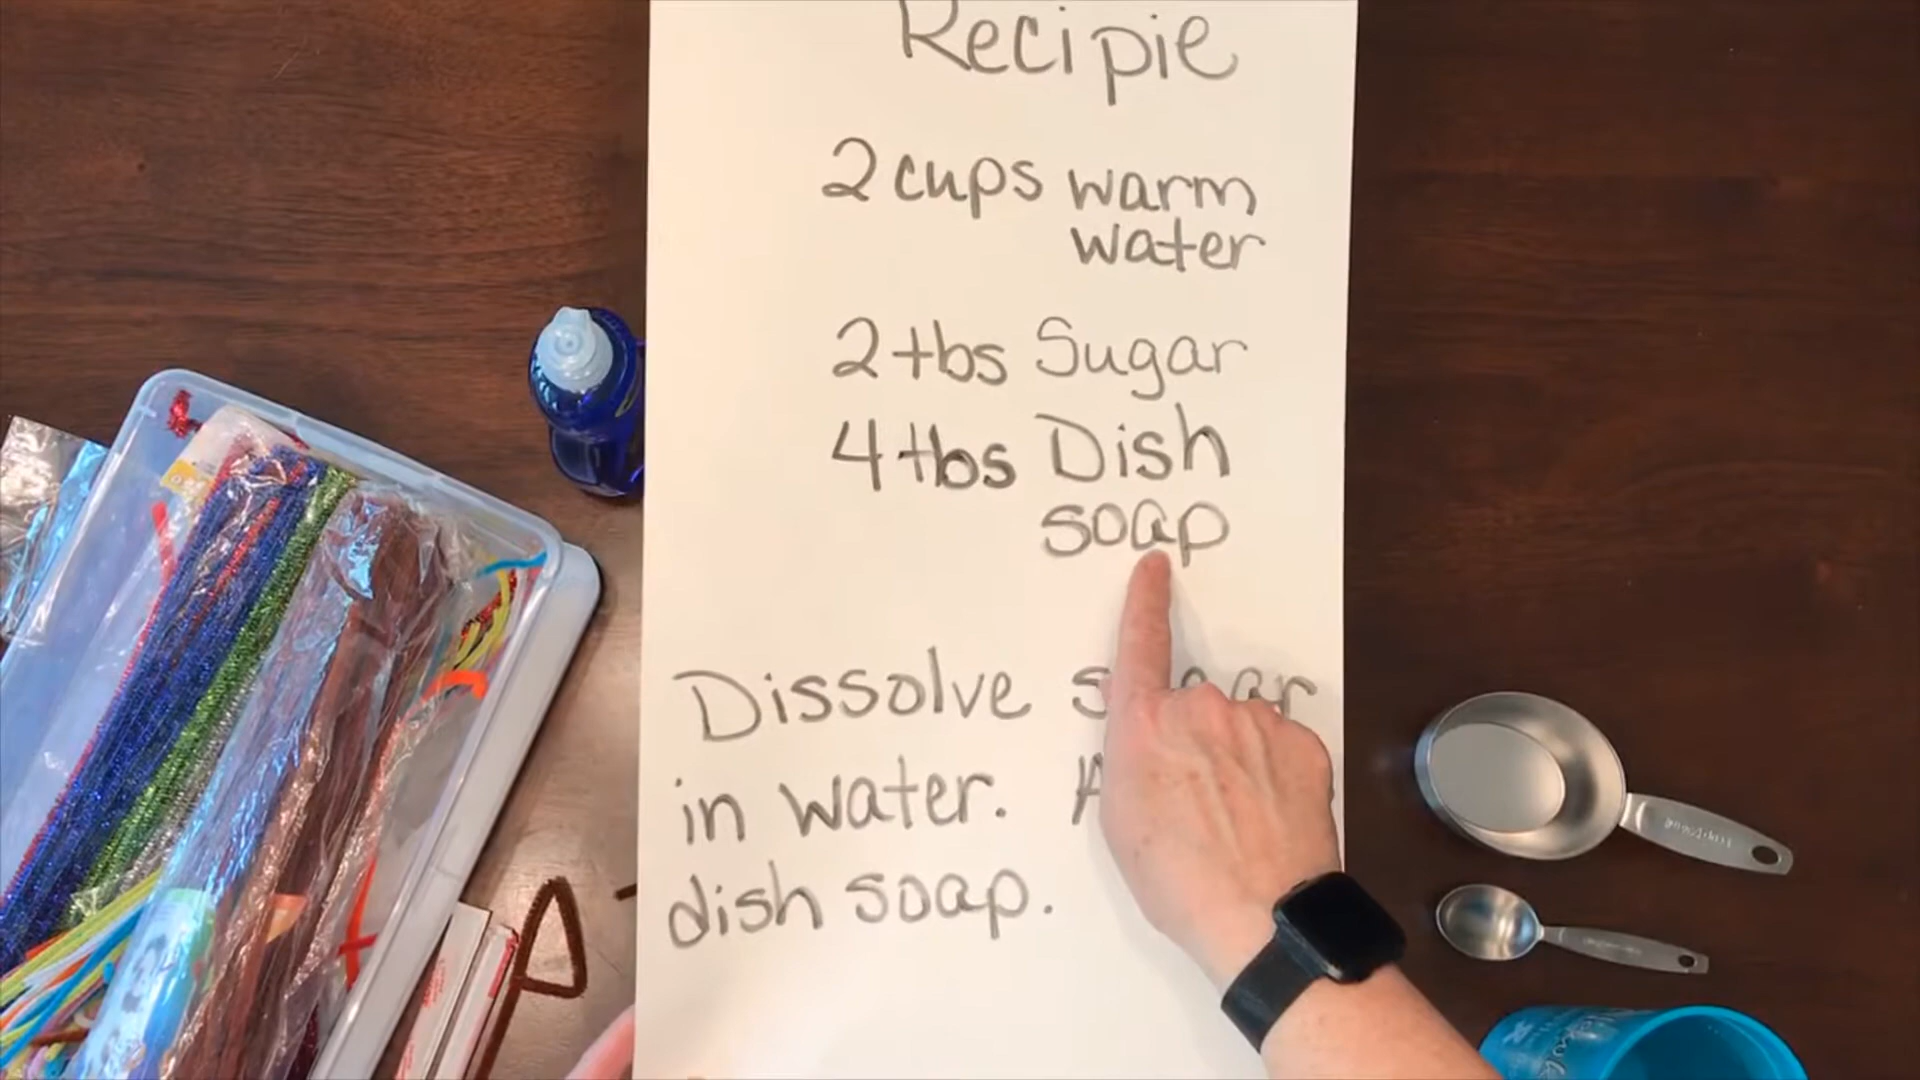 Recipie
2 cups warm
water
2 tbs Sugar
4 tbs Dish
soap
Dissolve
in water.
dish soap.